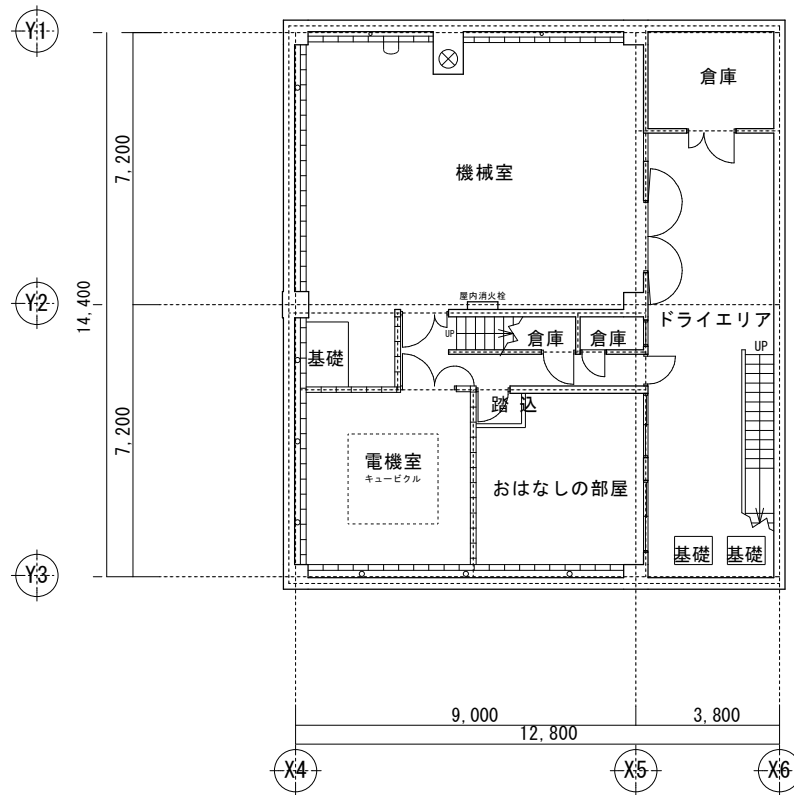 Y1
倉庫
7,200
機械室
屋内消火栓
Y2
14,400
ドライエリア
UP
倉庫
倉庫
UP
基礎
踏込
7,200
電機室
キュービクル
おはなしの部屋
基礎
基礎
Y3
9,000
3,800
12,800
X4
X5
X6